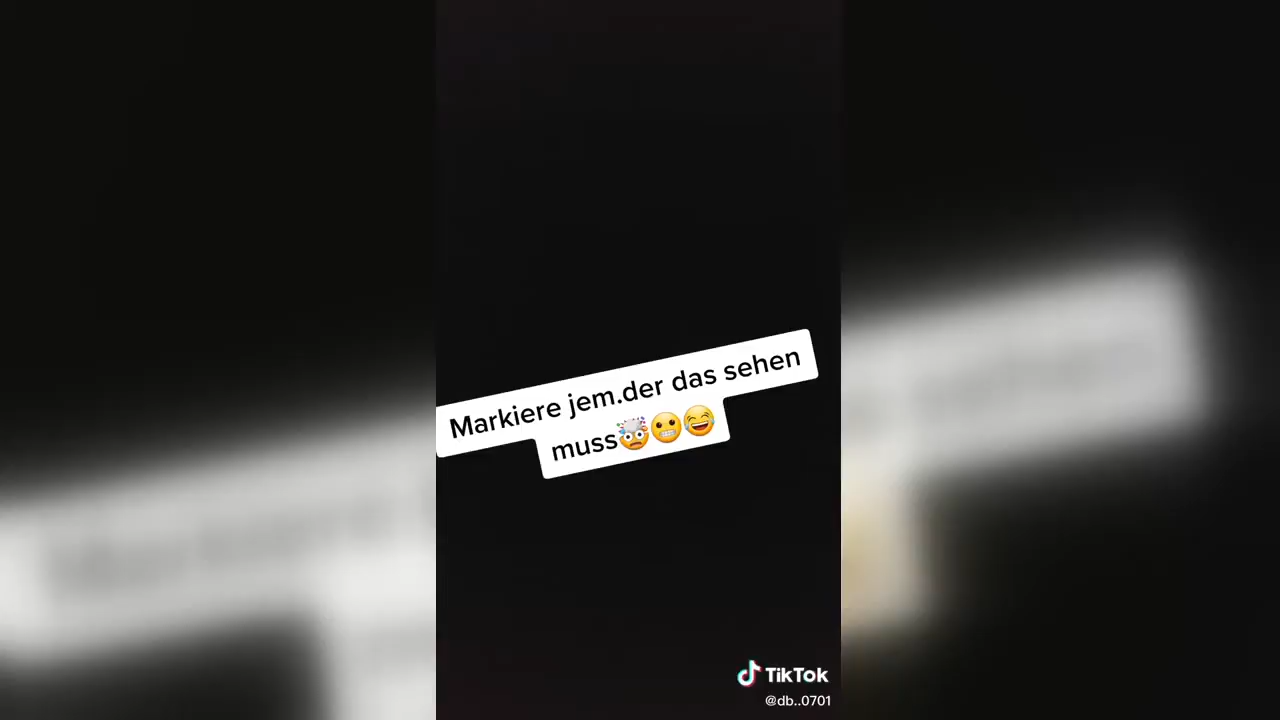 Markiere jem.der das sehen
muss🤯😬😂
TikTok
@db..0701